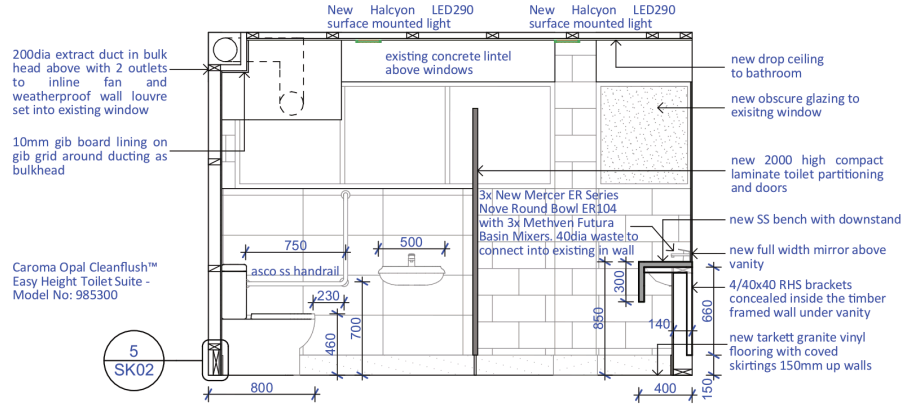 New Halcyon LED290
surface mounted light
New Halcyon LED290
surface mounted light
200dia extract duct in bulk
head above with 2 outlets
to inline fan and
weatherproof wall louvre
set into existing window
existing concrete lintel
above windows
new drop ceiling
to bathroom
new obscure glazing to
exisitng window
10mm gib board lining on
gib grid around ducting as
bulkhead
new 2000 high compact
laminate toilet partitioning
and doors
3x New Mercer ER Series
Nove Round Bowl ER104
with 3x Methven Futura
Basin Mixers. 40dia waste to
connect into existing in wall
new SS bench with downstand
750
500
new full width mirror above
vanity
Caroma Opal Cleanflush™
Easy Height Toilet Suite -
Model No: 985300
asco ss handrail
230
700
460
850
300
140
660
4/40x40 RHS brackets
concealed inside the timber
framed wall under vanity
new tarkett granite vinyl
flooring with coved
skirtings 150mm up walls
5
SK02
800
400
150